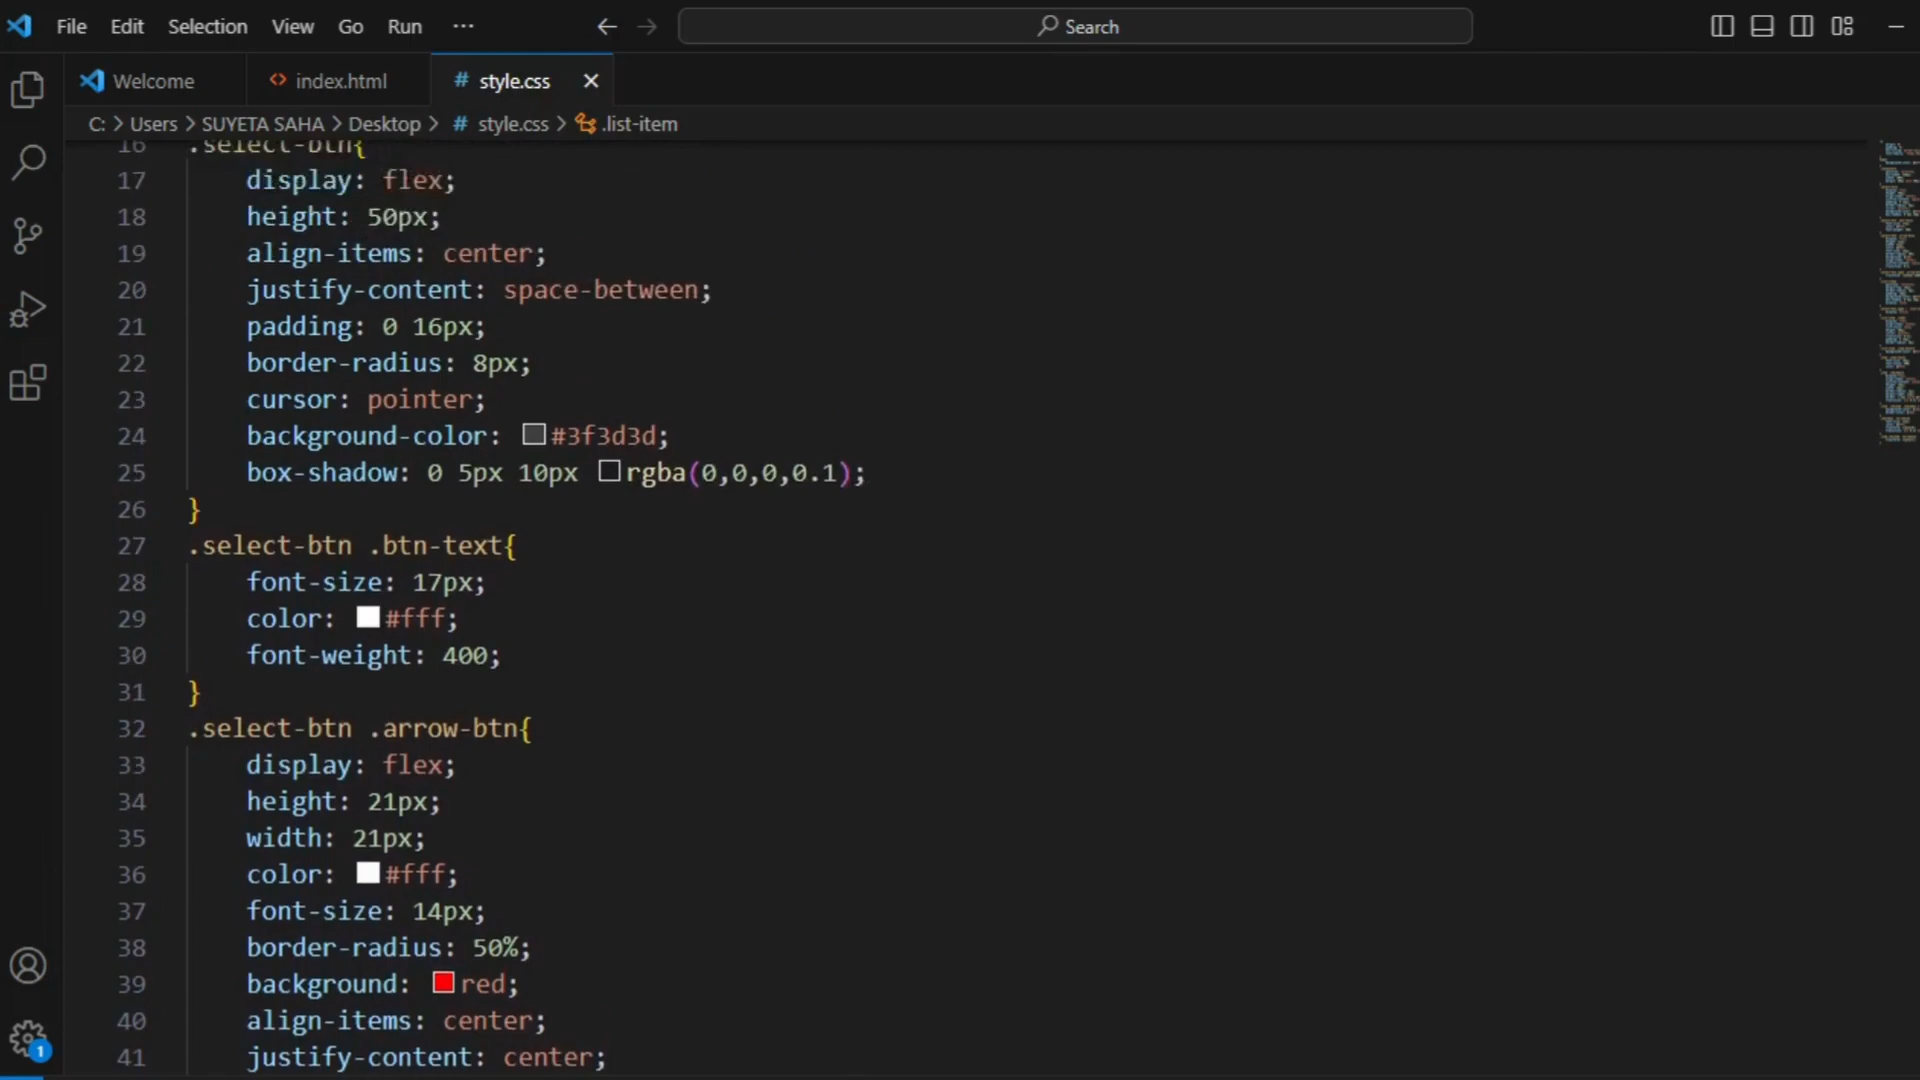 File Edit Selection View Go Run ··· Search
Welcome index.html # style.css
C: > Users > SUYETA SAHA > Desktop > # style.css > .list-item
16 .select-btn{
17 display: flex;
18 height: 50px;
19 align-items: center;
20 justify-content: space-between;
21 padding: 0 16px;
22 border-radius: 8px;
23 cursor: pointer;
24 background-color: #3f3d3d;
25 box-shadow: 0 5px 10px rgba(0,0,0,0.1);
26 }
27 .select-btn .btn-text{
28 font-size: 17px;
29 color: #fff;
30 font-weight: 400;
31 }
32 .select-btn .arrow-btn{
33 display: flex;
34 height: 21px;
35 width: 21px;
36 color: #fff;
37 font-size: 14px;
38 border-radius: 50%;
39 background: red;
40 align-items: center;
1
41 justify-content: center;